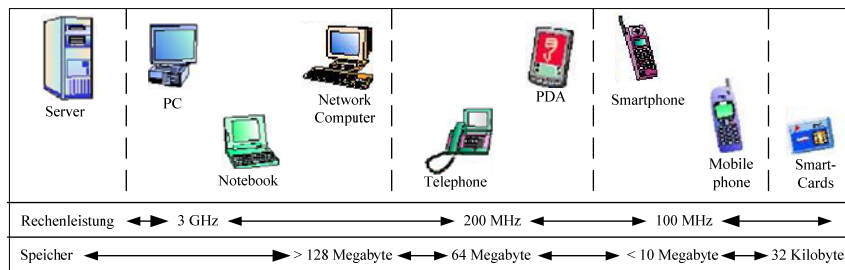 Server
PC
Notebook
Network
Computer
Telephone
PDA
Smartphone
Mobile
phone
Smart-
Cards
Rechenleistung 3 GHz 200 MHz 100 MHz
Speicher > 128 Megabyte 64 Megabyte < 10 Megabyte 32 Kilobyte